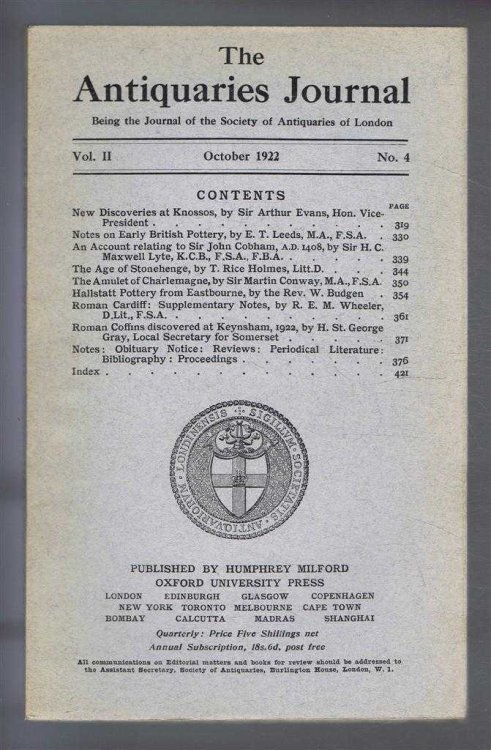 The
Antiquaries Journal
Being the Journal of the Society of Antiquaries of London
Vol. II October 1922 No. 4
CONTENTS
PAGE
New Discoveries at Knossos, by Sir Arthur Evans, Hon. Vice-
President . . . . . . . . . . 319
Notes on Early British Pottery, by E. T. Leeds, M.A., F.S.A. . 330
An Account relating to Sir John Cobham, A.D. 1408, by Sir H. C.
Maxwell Lyte, K.C.B., F.S.A., F.B.A. . . . . . 339
The Age of Stonehenge, by T. Rice Holmes, Litt.D. . . . 344
The Amulet of Charlemagne, by Sir Martin Conway, M.A., F.S.A. 350
Hallstatt Pottery from Eastbourne, by the Rev. W. Budgen . 354
Roman Cardiff: Supplementary Notes, by R. E. M. Wheeler,
D.Lit., F.S.A. . . . . . . . . . 361
Roman Coffins discovered at Keynsham, 1922, by H. St. George
Gray, Local Secretary for Somerset . . . . . 371
Notes: Obituary Notice: Reviews: Periodical Literature:
Bibliography: Proceedings . . . . . . . 376
Index . . . . . . . . . . . . 421
SIGILLVM · SOCIETATIS · ANTIQVARIORVM · LONDINENSIS
PUBLISHED BY HUMPHREY MILFORD
OXFORD UNIVERSITY PRESS
LONDON EDINBURGH GLASGOW COPENHAGEN
NEW YORK TORONTO MELBOURNE CAPE TOWN
BOMBAY CALCUTTA MADRAS SHANGHAI
Quarterly: Price Five Shillings net
Annual Subscription, 18s. 6d. post free
All communications on Editorial matters and books for review should be addressed to
the Assistant Secretary, Society of Antiquaries, Burlington House, London, W. 1.